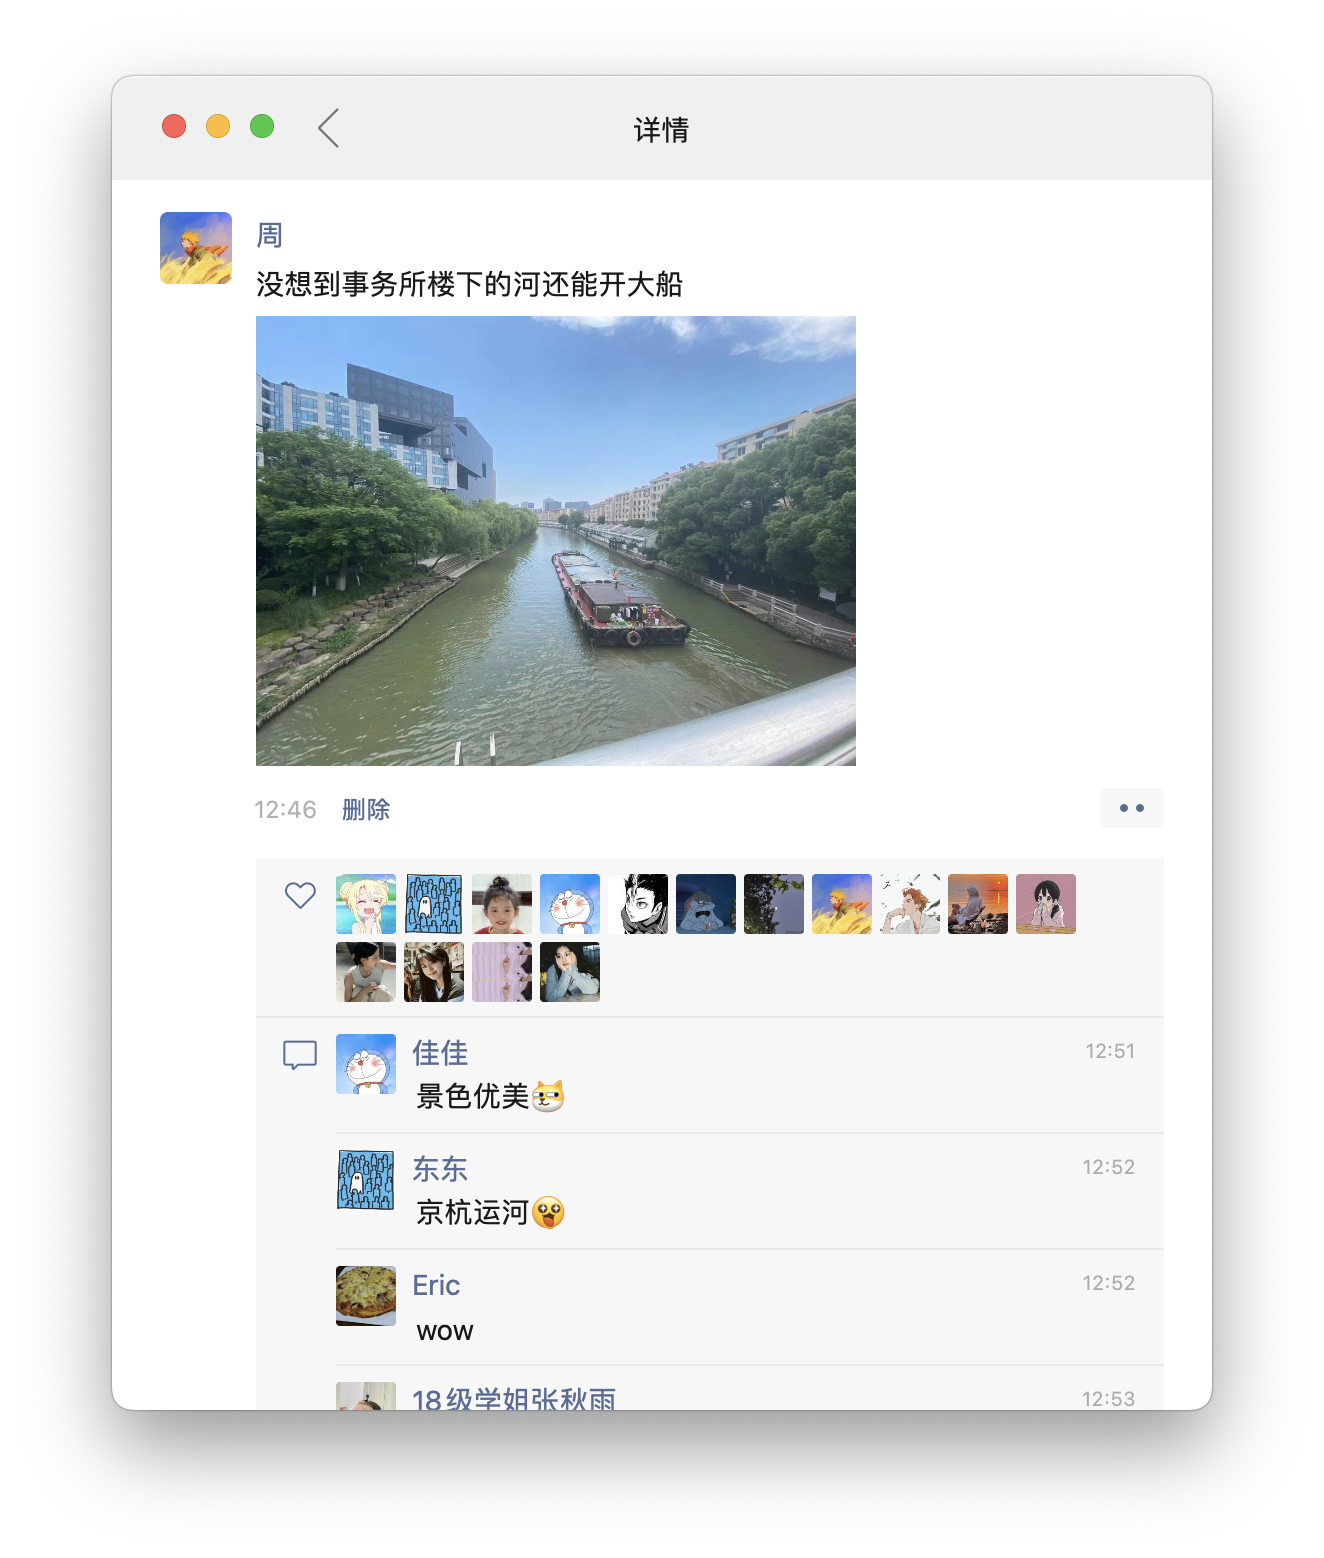 详情
周
没想到事务所楼下的河还能开大船
12:46 删除
佳佳 12:51
景色优美
东东 12:52
京杭运河
Eric 12:52
wow
18级学姐张秋雨 12:53